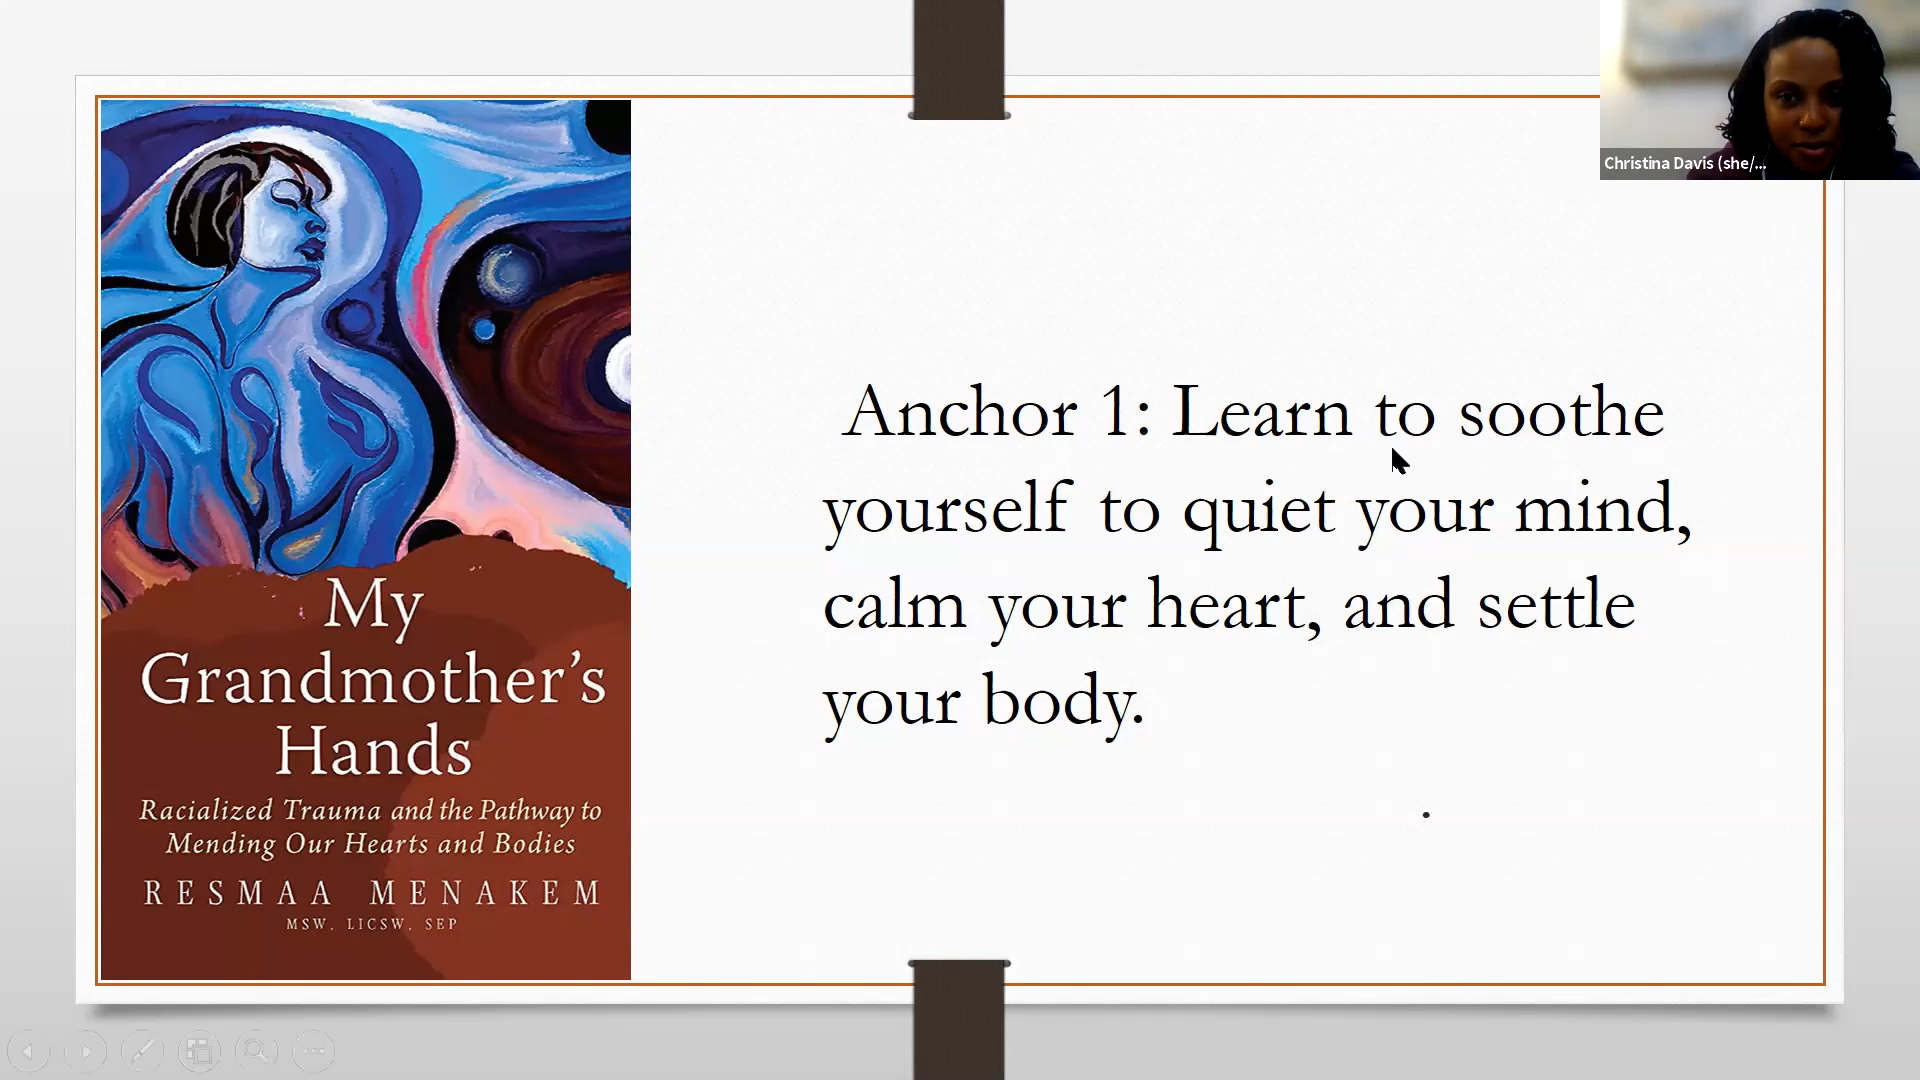 Christina Davis (she/...
My
Grandmother’s
Hands
Racialized Trauma and the Pathway to
Mending Our Hearts and Bodies
RESMAA MENAKEM
MSW, LICSW, SEP
Anchor 1: Learn to soothe
yourself to quiet your mind,
calm your heart, and settle
your body.